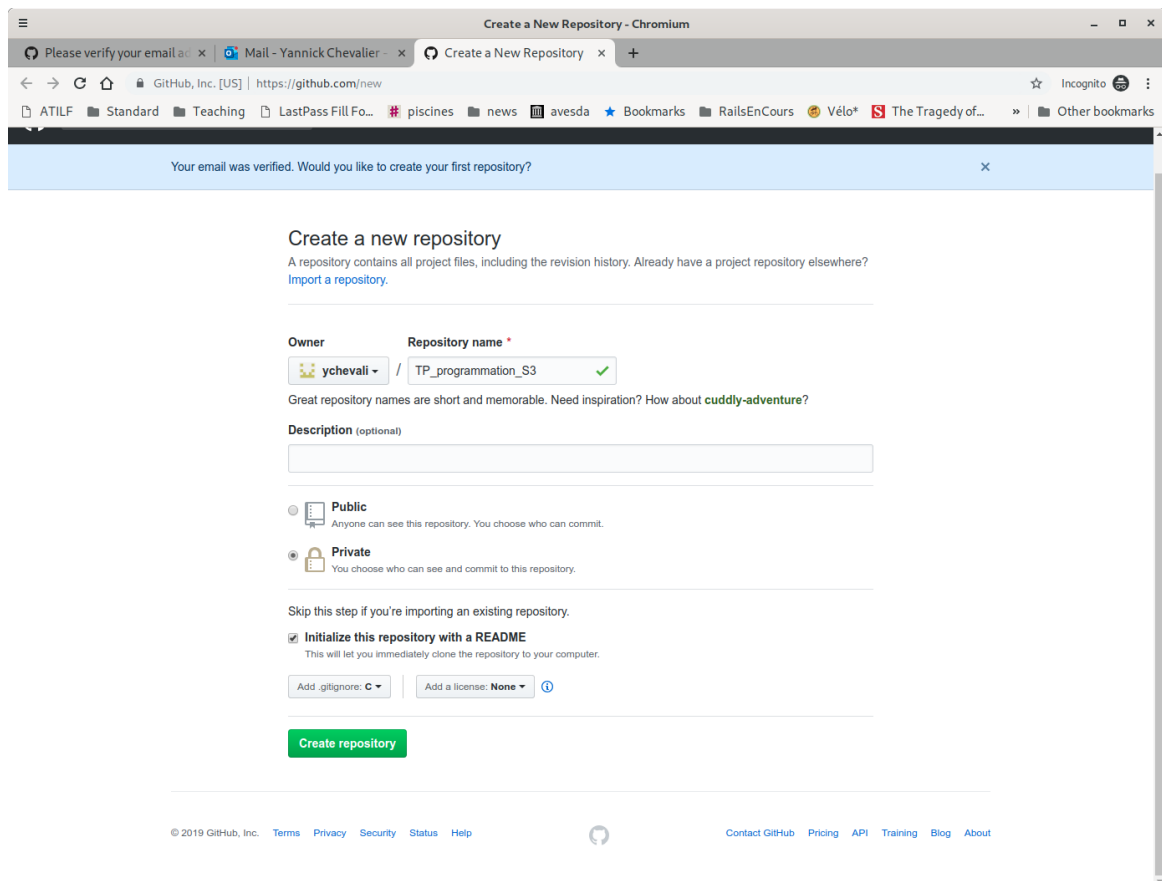 Create a New Repository - Chromium
Please verify your email ad
Mail - Yannick Chevalier -
Create a New Repository
GitHub, Inc. [US] | https://github.com/new
Incognito
ATILF Standard Teaching LastPass Fill Fo... piscines news avesda Bookmarks RailsEnCours Vélo* The Tragedy of... » Other bookmarks
Your email was verified. Would you like to create your first repository?
Create a new repository
A repository contains all project files, including the revision history. Already have a project repository elsewhere?
Import a repository.
Owner Repository name *
ychevali / TP_programmation_S3
Great repository names are short and memorable. Need inspiration? How about cuddly-adventure?
Description (optional)
Public
Anyone can see this repository. You choose who can commit.
Private
You choose who can see and commit to this repository.
Skip this step if you're importing an existing repository.
Initialize this repository with a README
This will let you immediately clone the repository to your computer.
Add .gitignore: C Add a license: None
Create repository
© 2019 GitHub, Inc. Terms Privacy Security Status Help Contact GitHub Pricing API Training Blog About